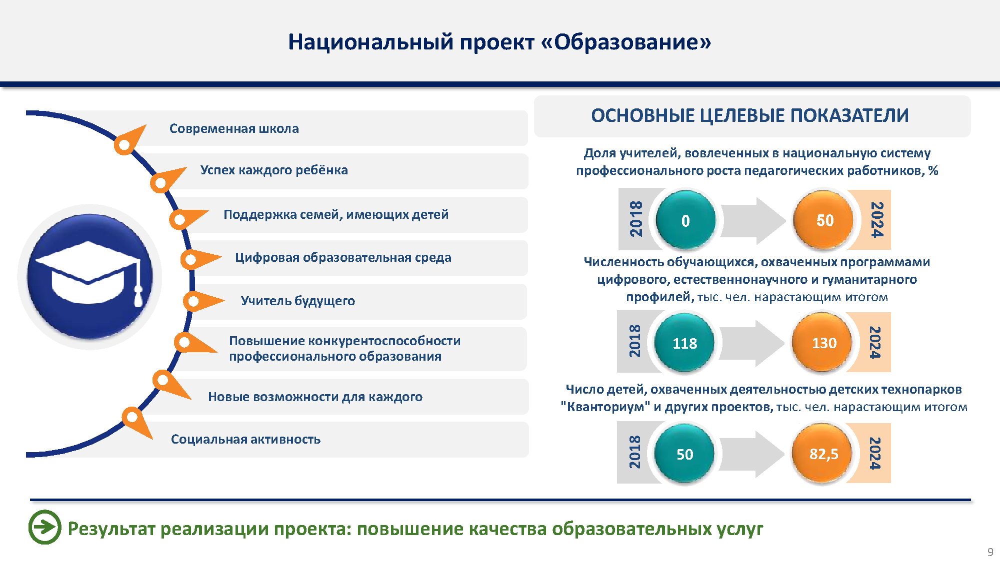 Национальный проект «Образование»
Современная школа
Успех каждого ребёнка
Поддержка семей, имеющих детей
Цифровая образовательная среда
Учитель будущего
Повышение конкурентоспособности
профессионального образования
Новые возможности для каждого
Социальная активность
ОСНОВНЫЕ ЦЕЛЕВЫЕ ПОКАЗАТЕЛИ
Доля учителей, вовлеченных в национальную систему
профессионального роста педагогических работников, %
2018
0
50
2024
Численность обучающихся, охваченных программами
цифрового, естественнонаучного и гуманитарного
профилей, тыс. чел. нарастающим итогом
2018
118
130
2024
Число детей, охваченных деятельностью детских технопарков
"Кванториум" и других проектов, тыс. чел. нарастающим итогом
2018
50
82,5
2024
Результат реализации проекта: повышение качества образовательных услуг
9